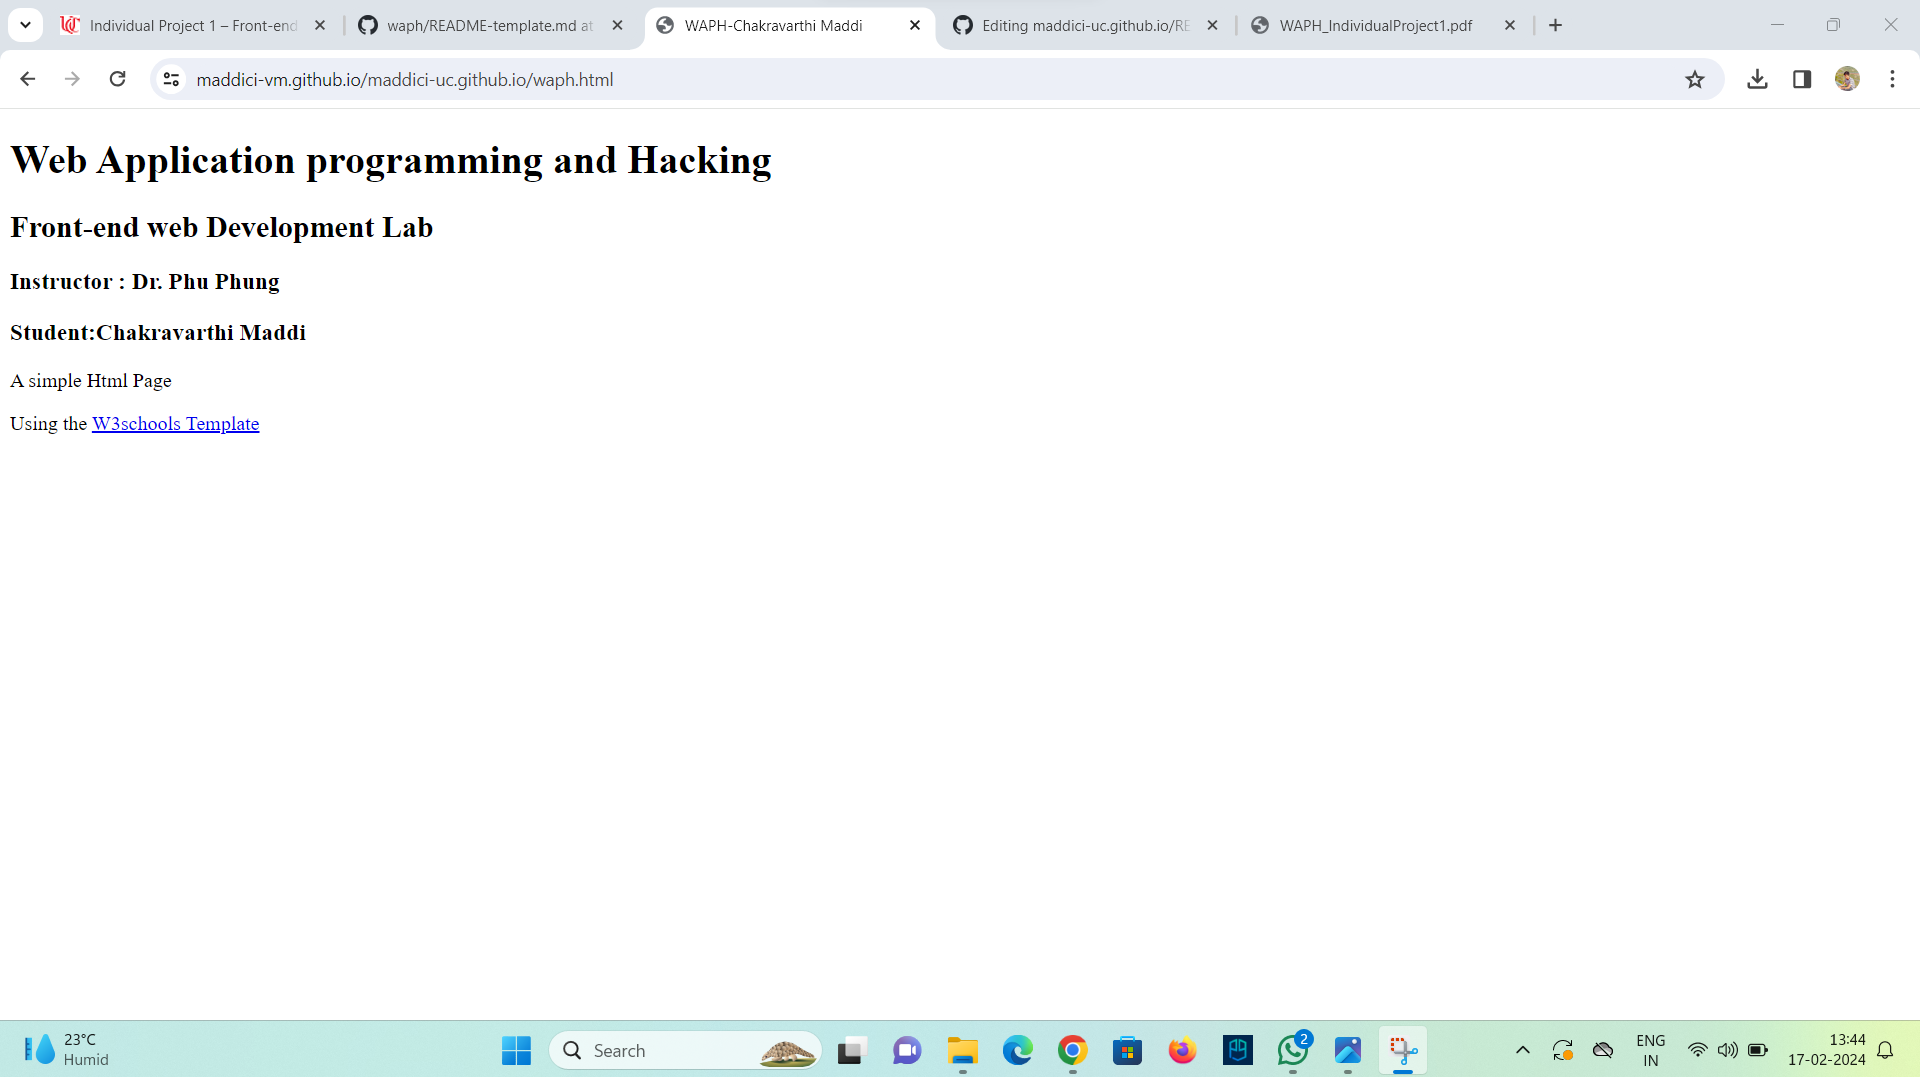 Individual Project 1 – Front-end
waph/README-template.md at
WAPH-Chakravarthi Maddi
Editing maddici-uc.github.io/RE
WAPH_IndividualProject1.pdf
maddici-vm.github.io/maddici-uc.github.io/waph.html
Web Application programming and Hacking
Front-end web Development Lab
Instructor : Dr. Phu Phung
Student:Chakravarthi Maddi
A simple Html Page
Using the W3schools Template
23°C
Humid
Search
2
ENG
IN
13:44
17-02-2024